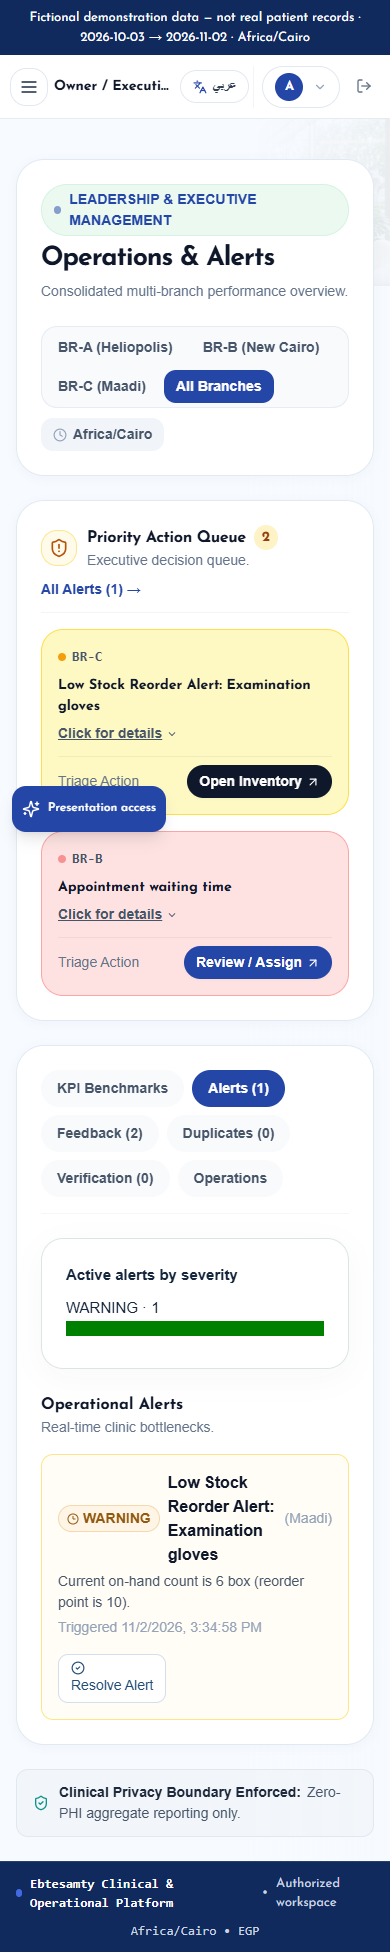 Fictional demonstration data — not real patient records ·
2026-10-03 → 2026-11-02 · Africa/Cairo
Owner / Executi...
عربي
A
LEADERSHIP & EXECUTIVE
MANAGEMENT
Operations & Alerts
Consolidated multi-branch performance overview.
BR-A (Heliopolis)
BR-B (New Cairo)
BR-C (Maadi)
All Branches
Africa/Cairo
Priority Action Queue 2
Executive decision queue.
All Alerts (1) →
BR-C
Low Stock Reorder Alert: Examination
gloves
Click for details
Triage Action
Open Inventory
Presentation access
BR-B
Appointment waiting time
Click for details
Triage Action
Review / Assign
KPI Benchmarks
Alerts (1)
Feedback (2)
Duplicates (0)
Verification (0)
Operations
Active alerts by severity
WARNING · 1
Operational Alerts
Real-time clinic bottlenecks.
WARNING
Low Stock
Reorder Alert:
Examination
gloves
(Maadi)
Current on-hand count is 6 box (reorder
point is 10).
Triggered 11/2/2026, 3:34:58 PM
Resolve Alert
Clinical Privacy Boundary Enforced: Zero-
PHI aggregate reporting only.
Ebtesamty Clinical &
Operational Platform
• Authorized
workspace
Africa/Cairo • EGP